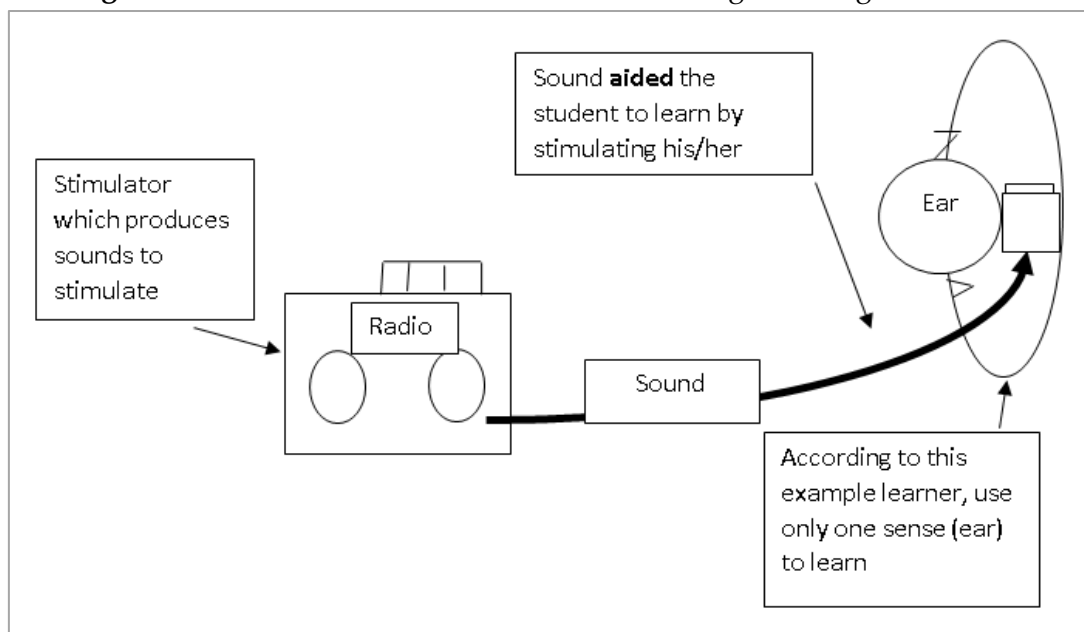 Sound aided the
student to learn by
stimulating his/her
Stimulator
which produces
sounds to
stimulate
Ear
Radio
Sound
According to this
example learner, use
only one sense (ear)
to learn